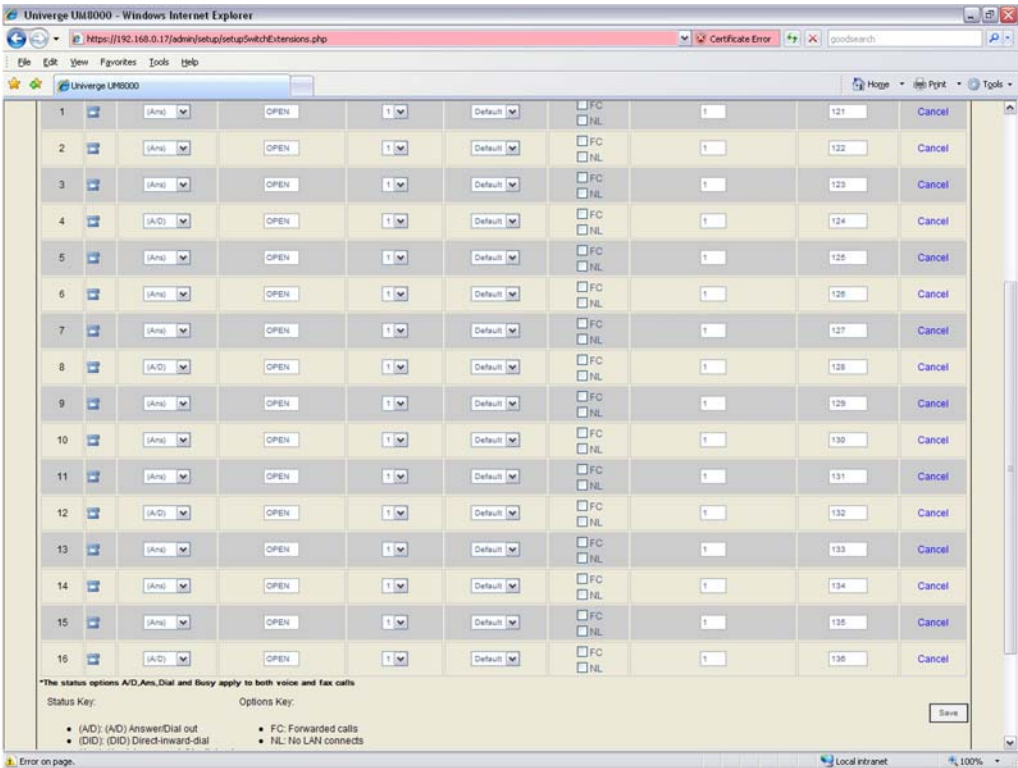 Univerge UM8000 - Windows Internet Explorer
https://192.168.0.17/admin/setup/setupSwitchExtensions.php Certificate Error goodsearch
File Edit View Favorites Tools Help
Univerge UM8000 Home Print Tools
1 (Ans) OPEN 1 Default FC NL 1 121 Cancel
2 (Ans) OPEN 1 Default FC NL 1 122 Cancel
3 (Ans) OPEN 1 Default FC NL 1 123 Cancel
4 (A/D) OPEN 1 Default FC NL 1 124 Cancel
5 (Ans) OPEN 1 Default FC NL 1 125 Cancel
6 (Ans) OPEN 1 Default FC NL 1 126 Cancel
7 (Ans) OPEN 1 Default FC NL 1 127 Cancel
8 (A/D) OPEN 1 Default FC NL 1 128 Cancel
9 (Ans) OPEN 1 Default FC NL 1 129 Cancel
10 (Ans) OPEN 1 Default FC NL 1 130 Cancel
11 (Ans) OPEN 1 Default FC NL 1 131 Cancel
12 (A/D) OPEN 1 Default FC NL 1 132 Cancel
13 (Ans) OPEN 1 Default FC NL 1 133 Cancel
14 (Ans) OPEN 1 Default FC NL 1 134 Cancel
15 (Ans) OPEN 1 Default FC NL 1 135 Cancel
16 (A/D) OPEN 1 Default FC NL 1 136 Cancel
*The status options A/D,Ans,Dial and Busy apply to both voice and fax calls
Status Key: Options Key:
Save
• (A/D): (A/D) Answer/Dial out • FC: Forwarded calls
• (DID): (DID) Direct-inward-dial • NL: No LAN connects
Error on page. Local intranet 100%